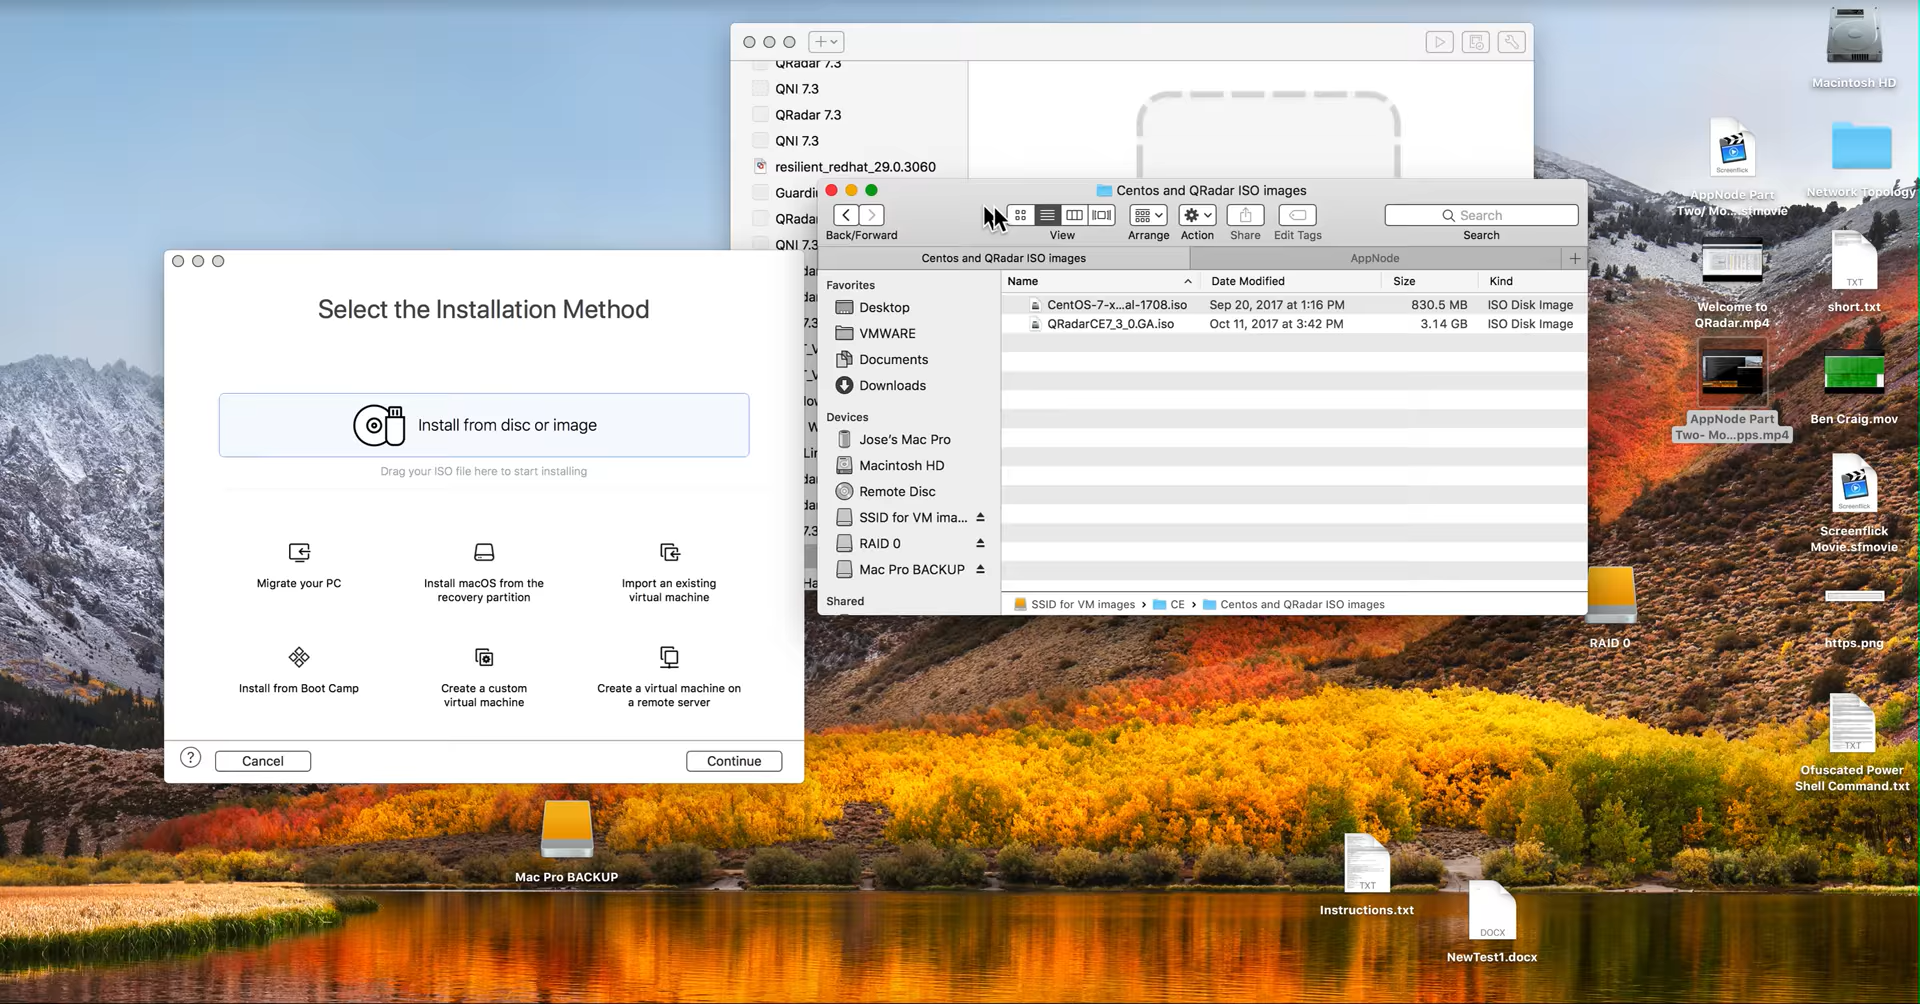 QRadar 7.3
QNI 7.3
QRadar 7.3
QNI 7.3
resilient_redhat_29.0.3060
QNI 7.3
Select the Installation Method
Install from disc or image
Drag your ISO file here to start installing
Migrate your PC
Install macOS from the
recovery partition
Import an existing
virtual machine
Install from Boot Camp
Create a custom
virtual machine
Create a virtual machine on
a remote server
?
Cancel
Continue
Centos and QRadar ISO images
Back/Forward
View
Arrange
Action
Share
Edit Tags
Search
Search
Centos and QRadar ISO images
AppNode
Favorites
Desktop
VMWARE
Documents
Downloads
Devices
Jose's Mac Pro
Macintosh HD
Remote Disc
SSID for VM ima...
RAID 0
Mac Pro BACKUP
Shared
Name Date Modified Size Kind
CentOS-7-x...al-1708.iso Sep 20, 2017 at 1:16 PM 830.5 MB ISO Disk Image
QRadarCE7_3_0.GA.iso Oct 11, 2017 at 3:42 PM 3.14 GB ISO Disk Image
SSID for VM images › CE › Centos and QRadar ISO images
Macintosh HD
Screenflick
AppNode Part
Two/ Mo...stmovie
Network Topology
Welcome to
QRadar.mp4
TXT
short.txt
AppNode Part
Two- Mo...pps.mp4
Ben Craig.mov
Screenflick
Screenflick
Movie.sfmovie
RAID 0
https.png
TXT
Ofuscated Power
Shell Command.txt
Mac Pro BACKUP
TXT
Instructions.txt
DOCX
NewTest1.docx